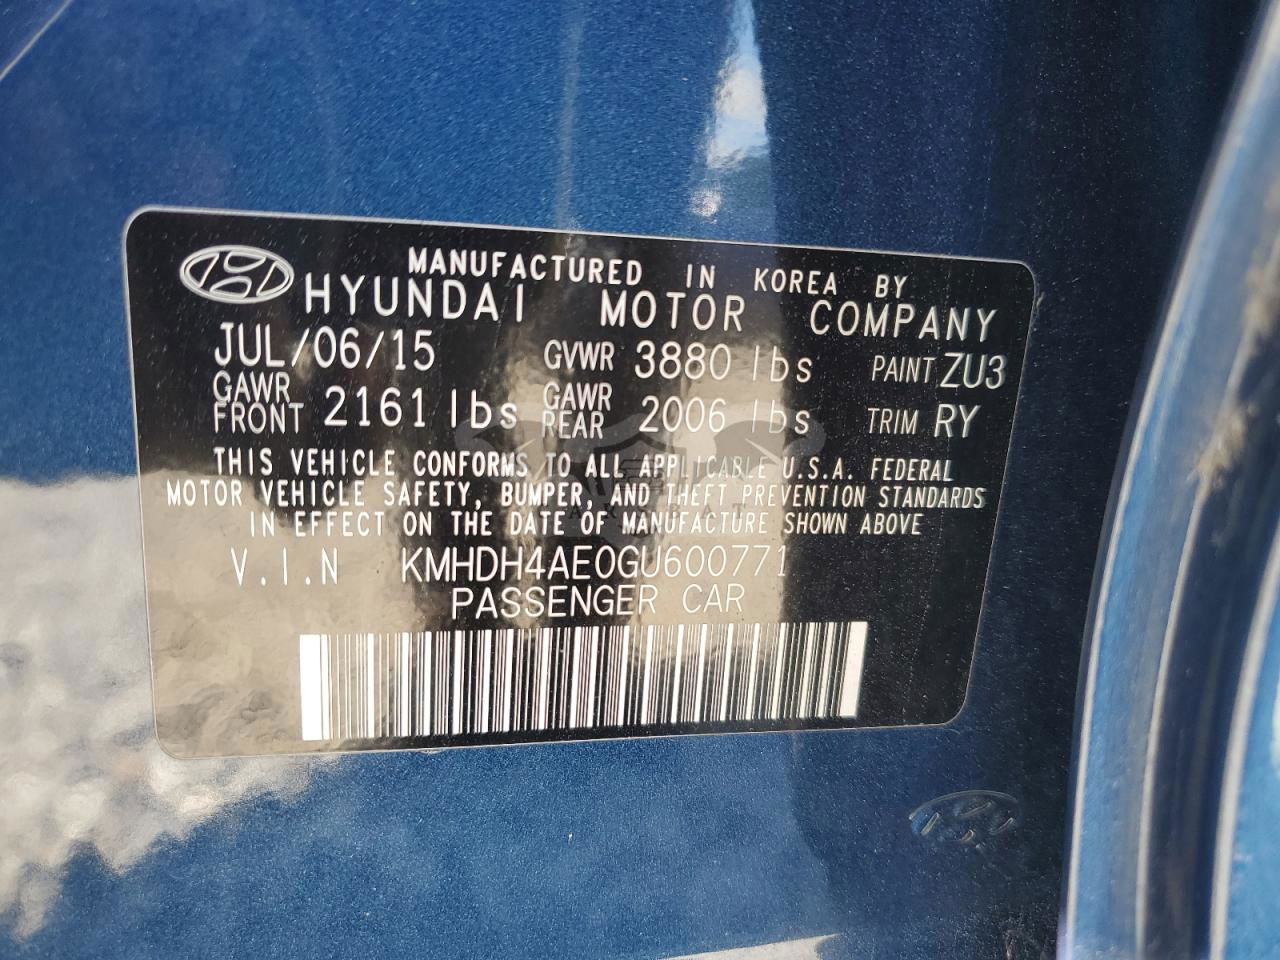 MANUFACTURED IN KOREA BY
HYUNDAI MOTOR COMPANY
JUL/06/15 GVWR 3880 lbs PAINT ZU3
GAWR FRONT 2161 lbs GAWR REAR 2006 lbs TRIM RY
THIS VEHICLE CONFORMS TO ALL APPLICABLE U.S.A. FEDERAL
MOTOR VEHICLE SAFETY, BUMPER, AND THEFT PREVENTION STANDARDS
IN EFFECT ON THE DATE OF MANUFACTURE SHOWN ABOVE
V.I.N KMHDH4AE0GU600771
PASSENGER CAR